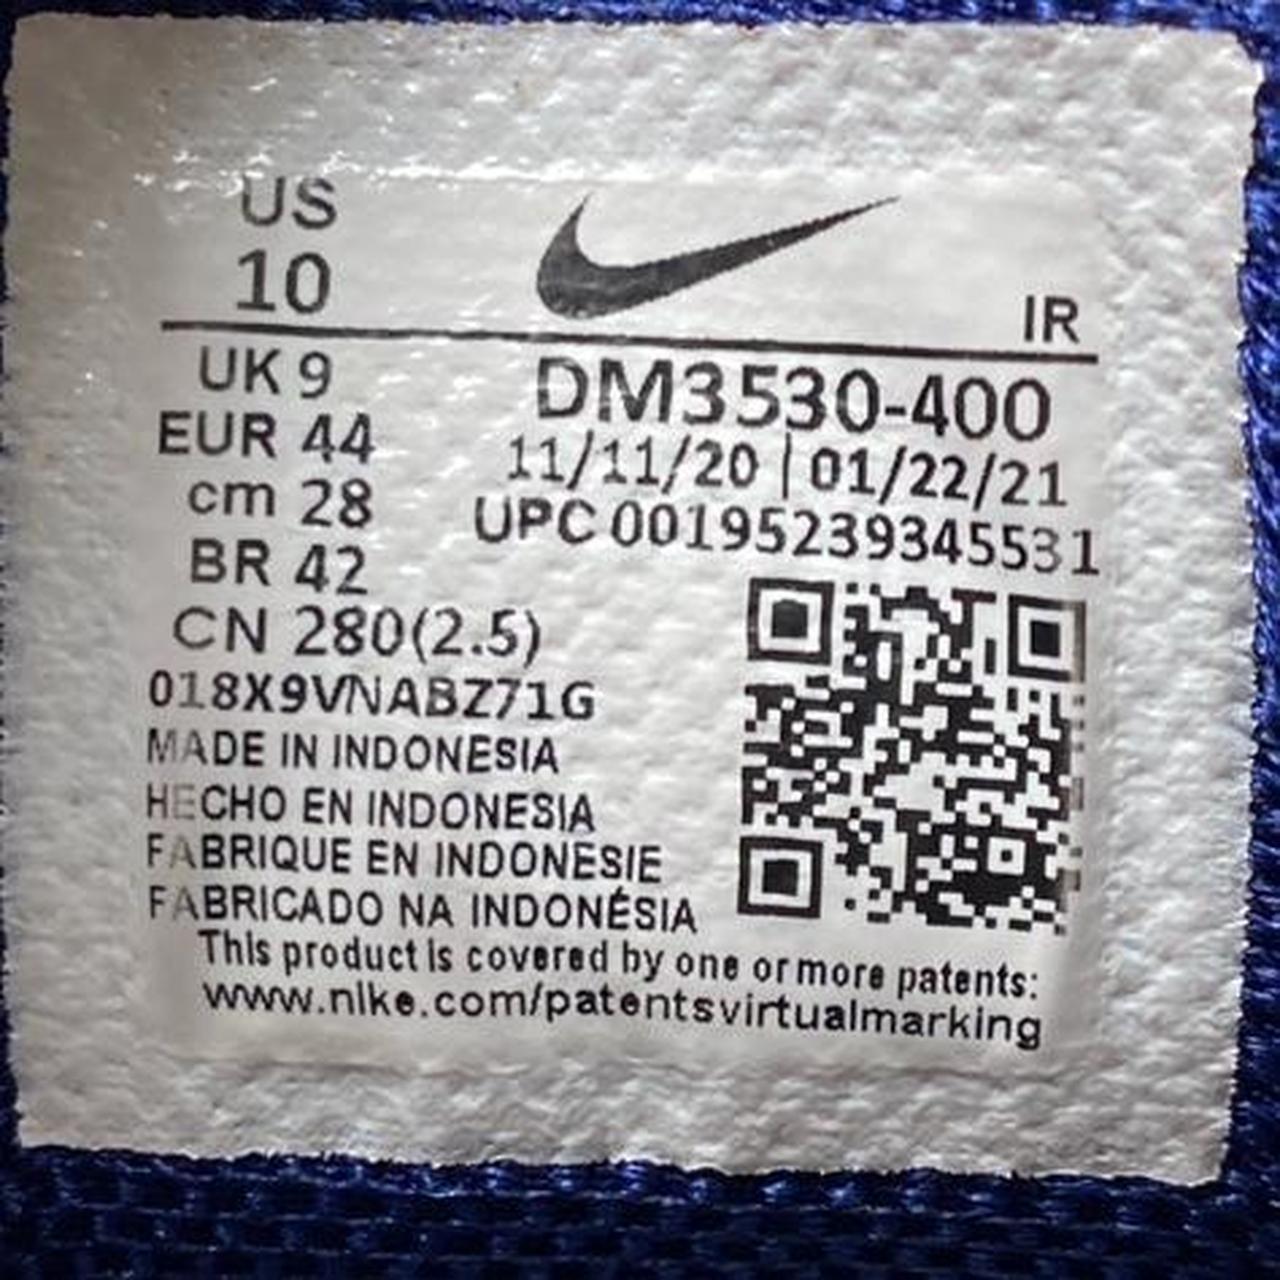 US
10
IR
UK 9
EUR 44
cm 28
BR 42
CN 280(2.5)
DM3530-400
11/11/20 | 01/22/21
UPC 00195239345531
018X9VNABZ71G
MADE IN INDONESIA
HECHO EN INDONESIA
FABRIQUE EN INDONESIE
FABRICADO NA INDONÉSIA
This product is covered by one or more patents:
www.nike.com/patentsvirtualmarking